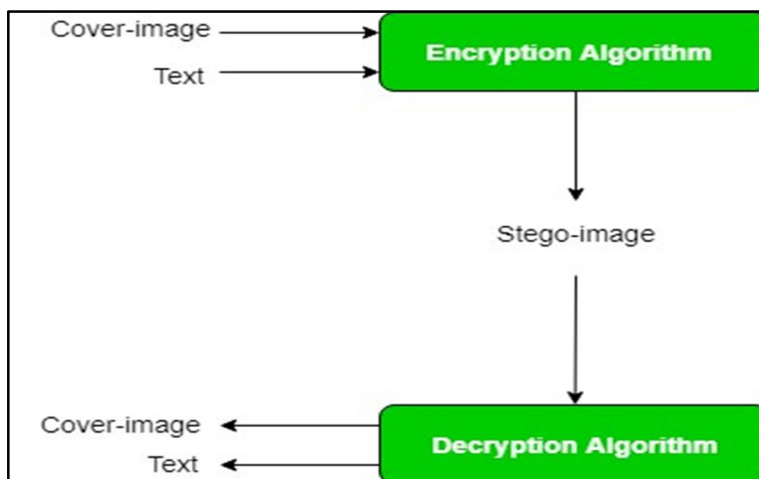 Cover-image
Encryption Algorithm
Text
Stego-image
Cover-image
Decryption Algorithm
Text